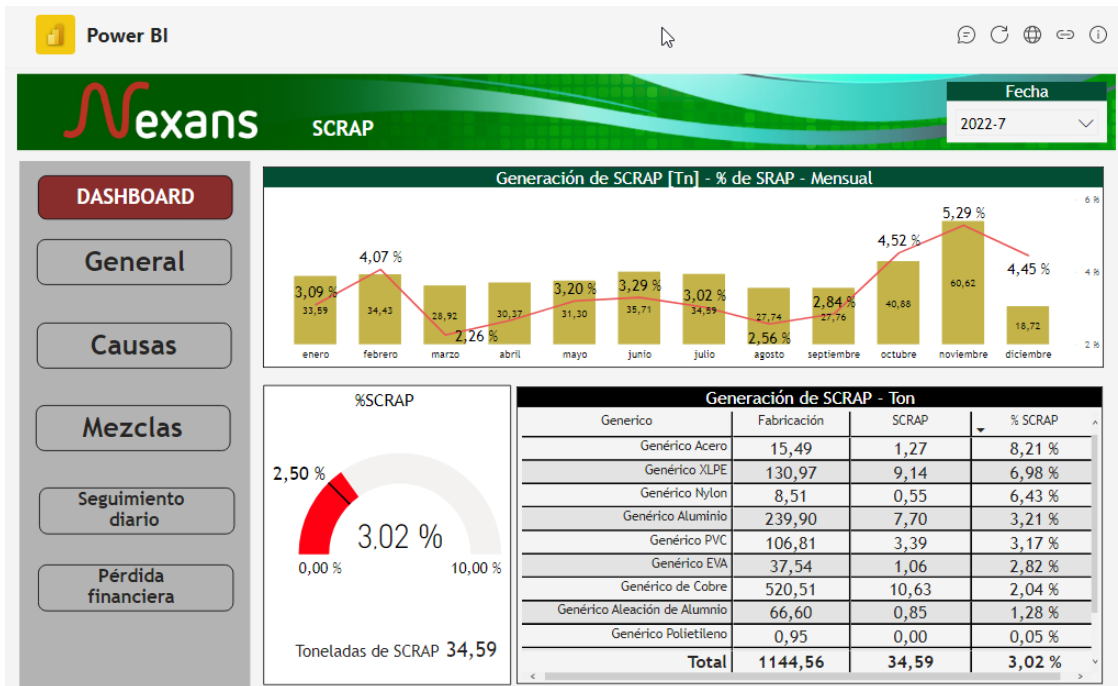 Power BI
Nexans
SCRAP
Fecha
2022-7
DASHBOARD
General
Causas
Mezclas
Seguimiento
diario
Pérdida
financiera
Generación de SCRAP [Tn] - % de SRAP - Mensual
6 %
4 %
2 %
3,09 %
4,07 %
2,26 %
3,20 %
3,29 %
3,02 %
2,56 %
2,84 %
4,52 %
5,29 %
4,45 %
33,59
34,43
28,92
30,37
31,30
35,71
34,59
27,74
27,76
40,88
60,62
18,72
enero febrero marzo abril mayo junio julio agosto septiembre octubre noviembre diciembre
%SCRAP
2,50 %
3,02 %
0,00 % 10,00 %
Toneladas de SCRAP 34,59
Generación de SCRAP - Ton
Generico Fabricación SCRAP % SCRAP
Genérico Acero 15,49 1,27 8,21 %
Genérico XLPE 130,97 9,14 6,98 %
Genérico Nylon 8,51 0,55 6,43 %
Genérico Aluminio 239,90 7,70 3,21 %
Genérico PVC 106,81 3,39 3,17 %
Genérico EVA 37,54 1,06 2,82 %
Genérico de Cobre 520,51 10,63 2,04 %
Genérico Aleación de Alumnio 66,60 0,85 1,28 %
Genérico Polietileno 0,95 0,00 0,05 %
Total 1144,56 34,59 3,02 %